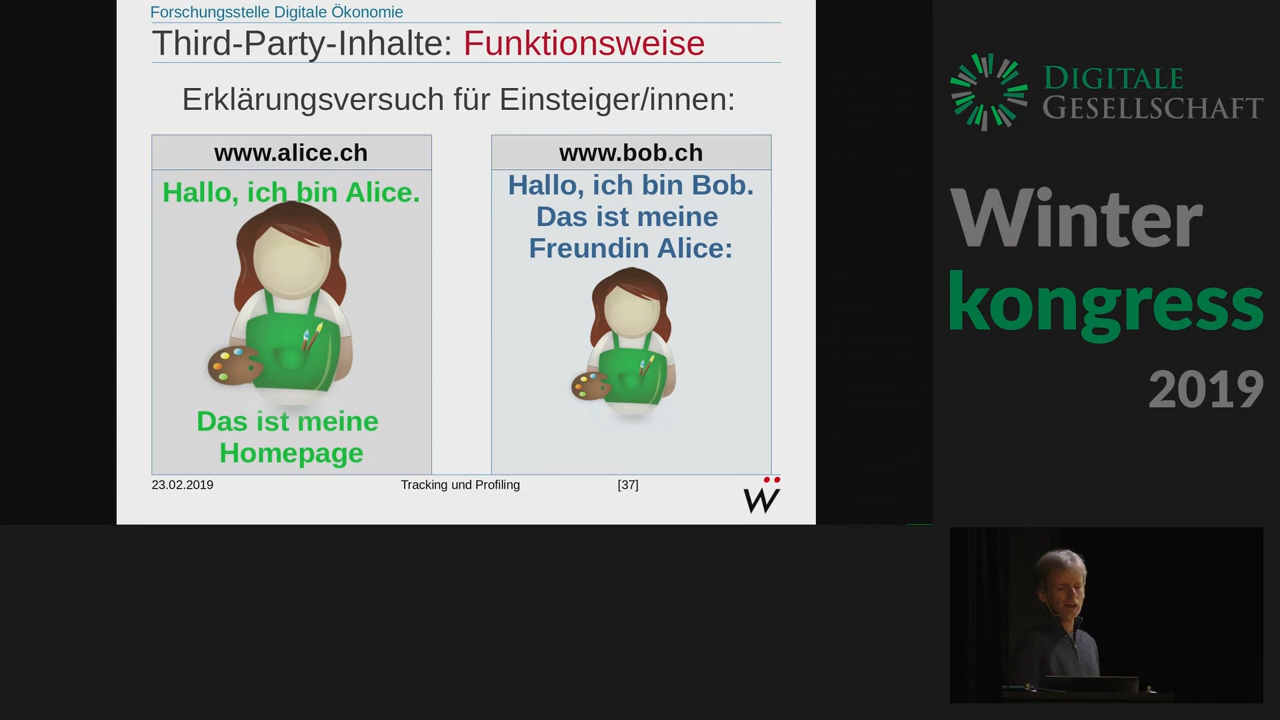 Forschungsstelle Digitale Ökonomie
Third-Party-Inhalte: Funktionsweise
Erklärungsversuch für Einsteiger/innen:
www.alice.ch
Hallo, ich bin Alice.
Das ist meine
Homepage
www.bob.ch
Hallo, ich bin Bob.
Das ist meine
Freundin Alice:
23.02.2019 Tracking und Profiling [37]
Ẅ
DIGITALE
GESELLSCHAFT
Winter
kongress
2019